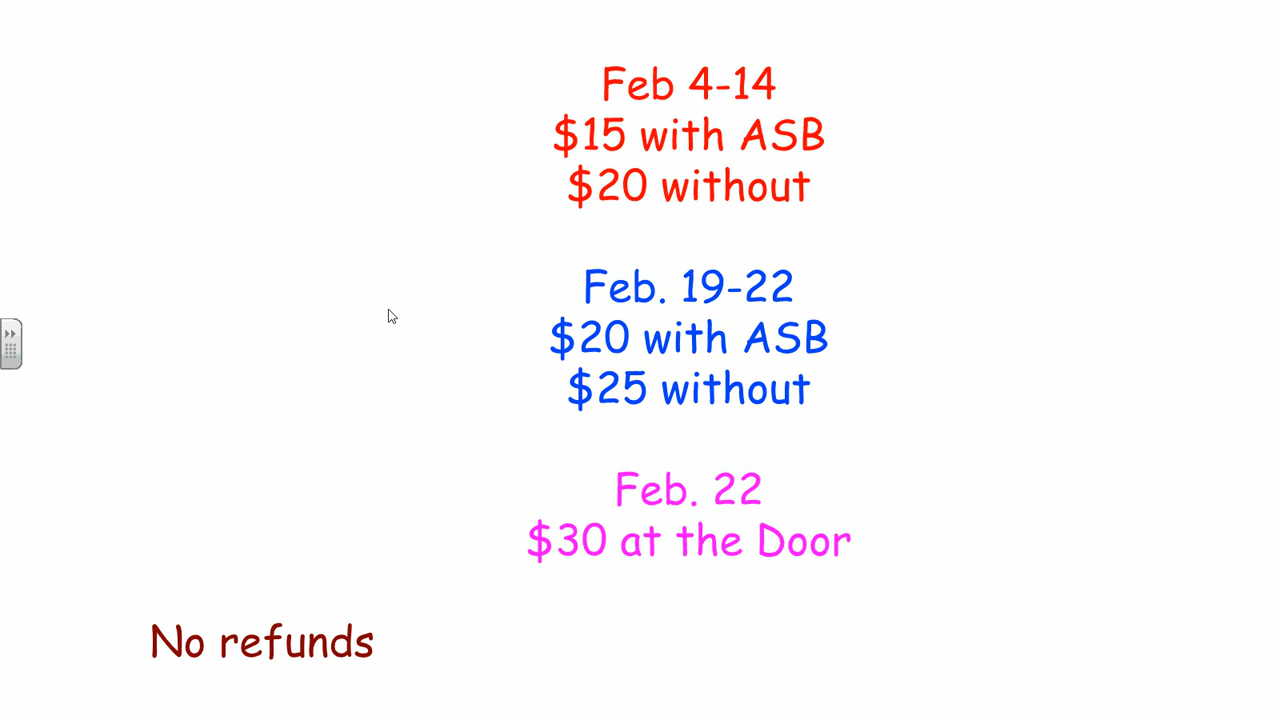 Feb 4-14
$15 with ASB
$20 without
Feb. 19-22
$20 with ASB
$25 without
Feb. 22
$30 at the Door
No refunds